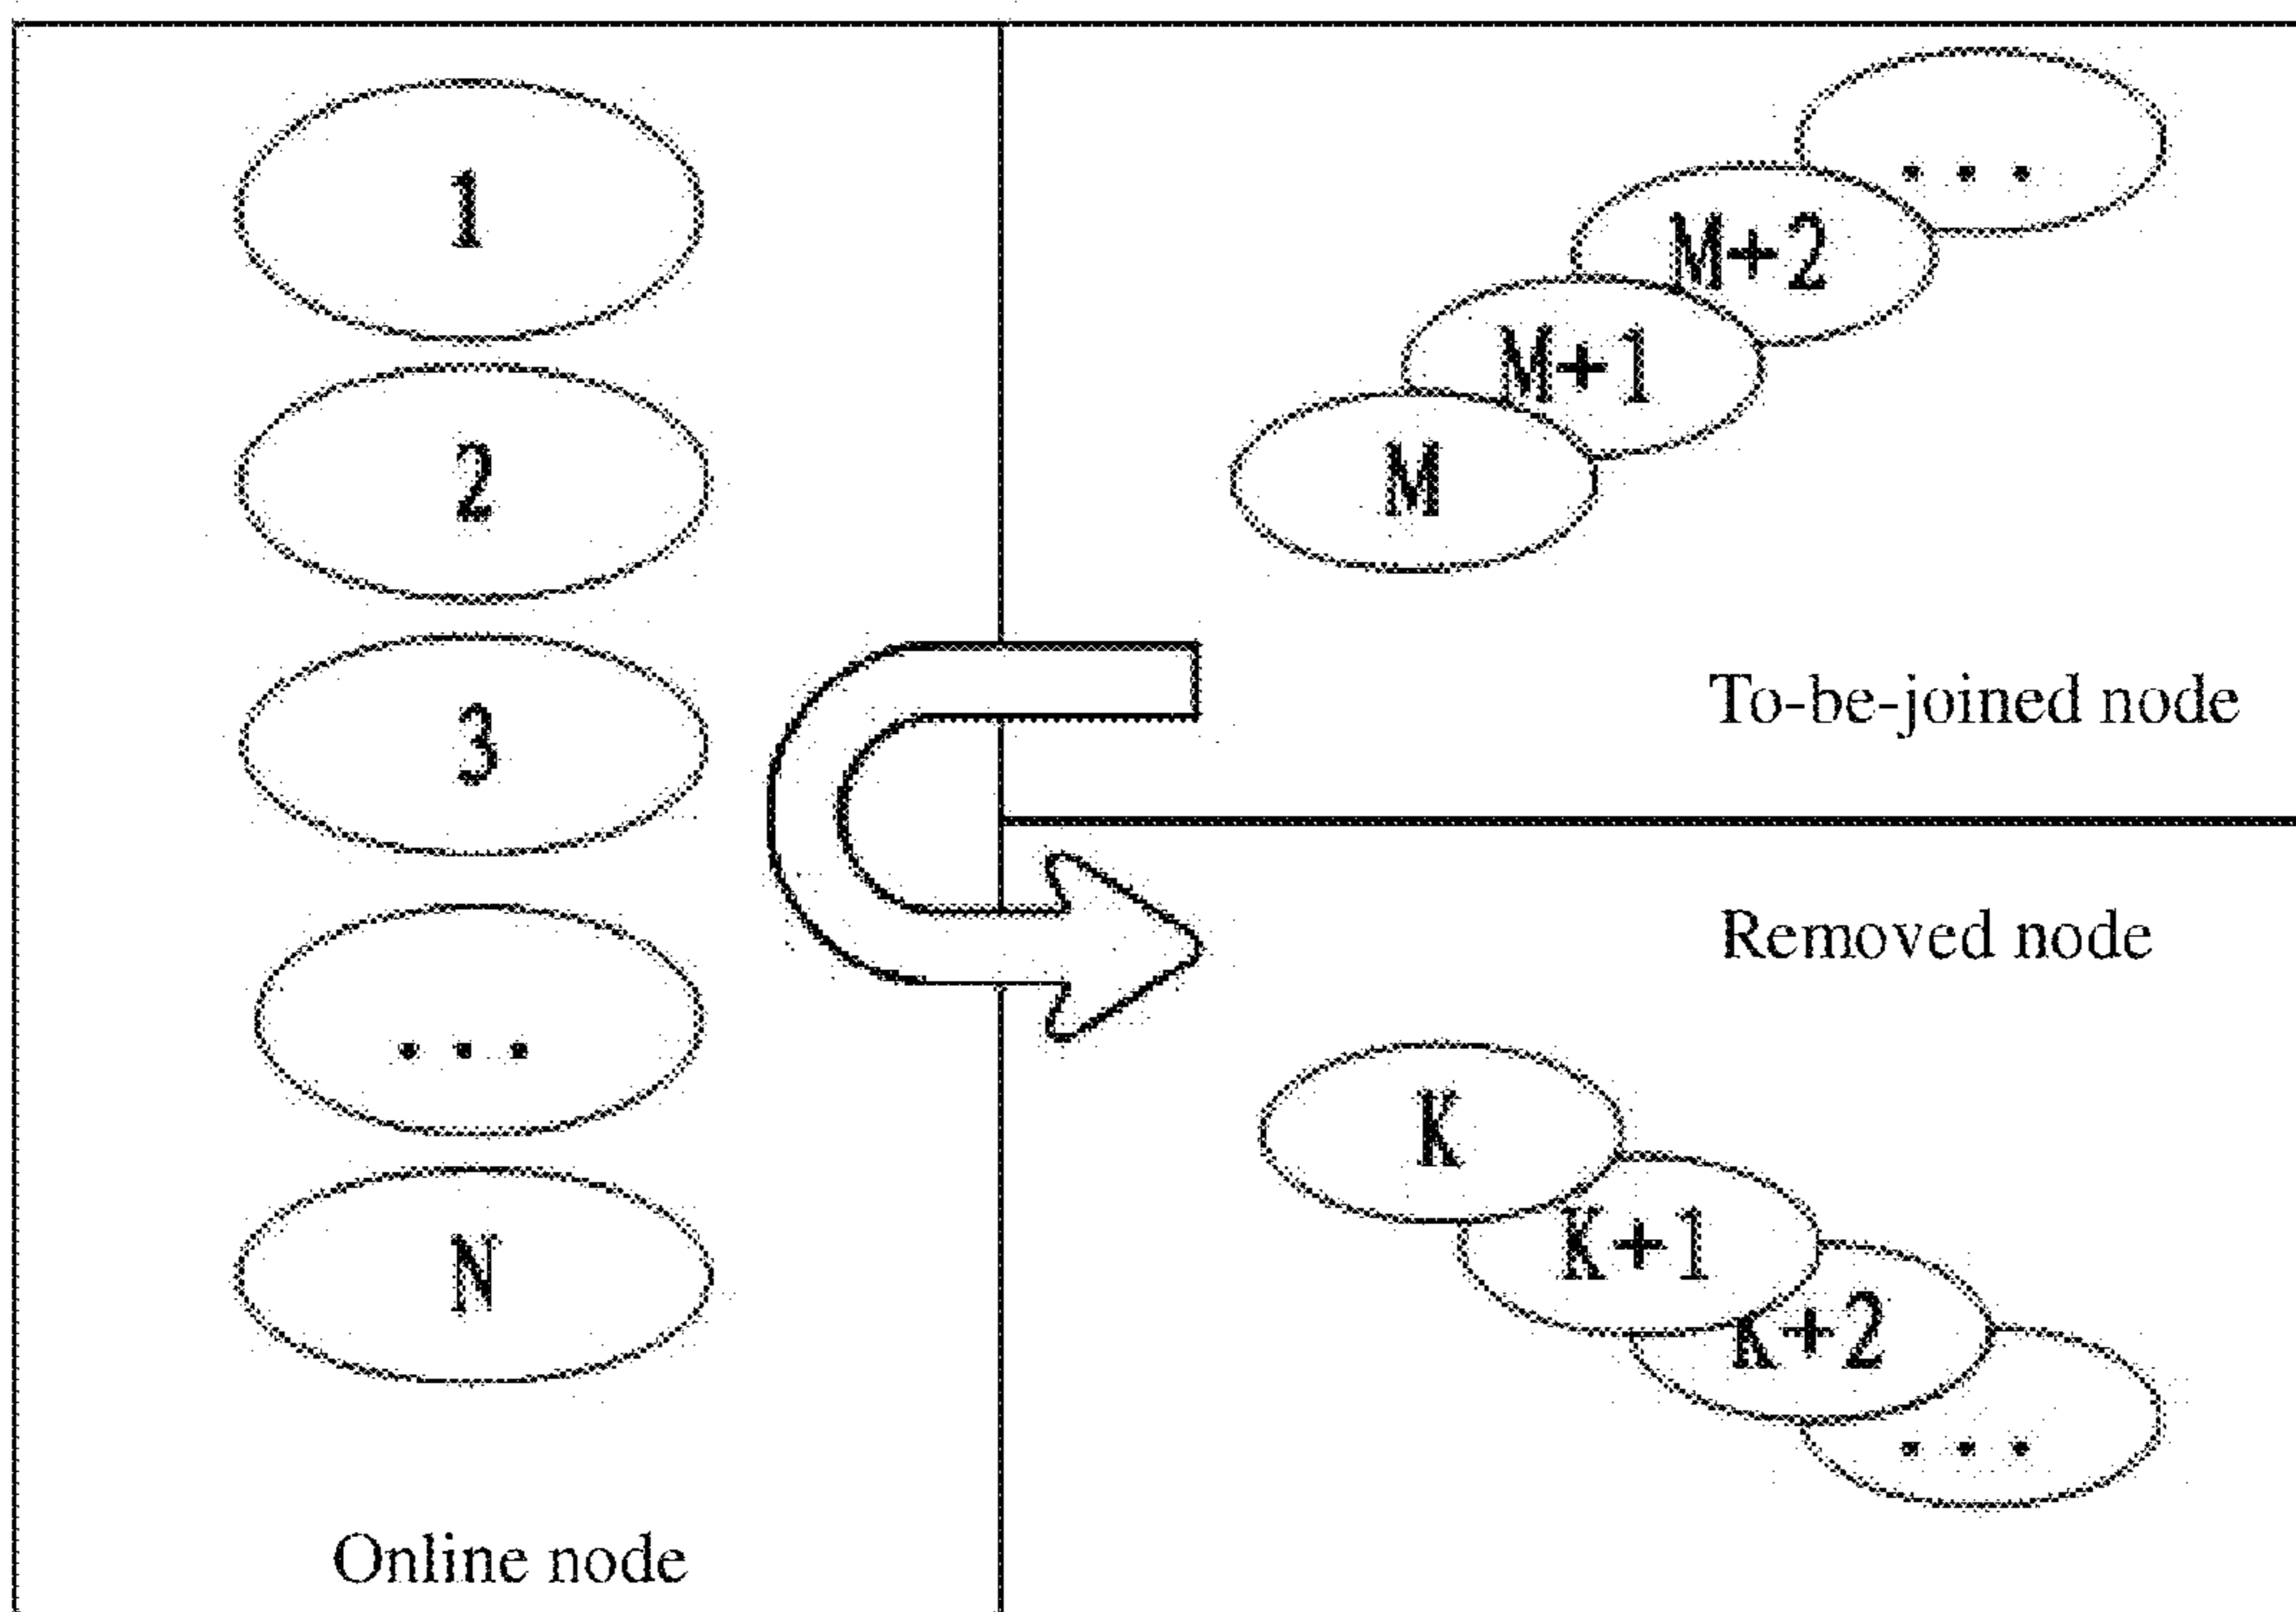 1
2
3
...
N
Online node
...
M+2
M+1
M
To-be-joined node
Removed node
K
K+1
K+2
...